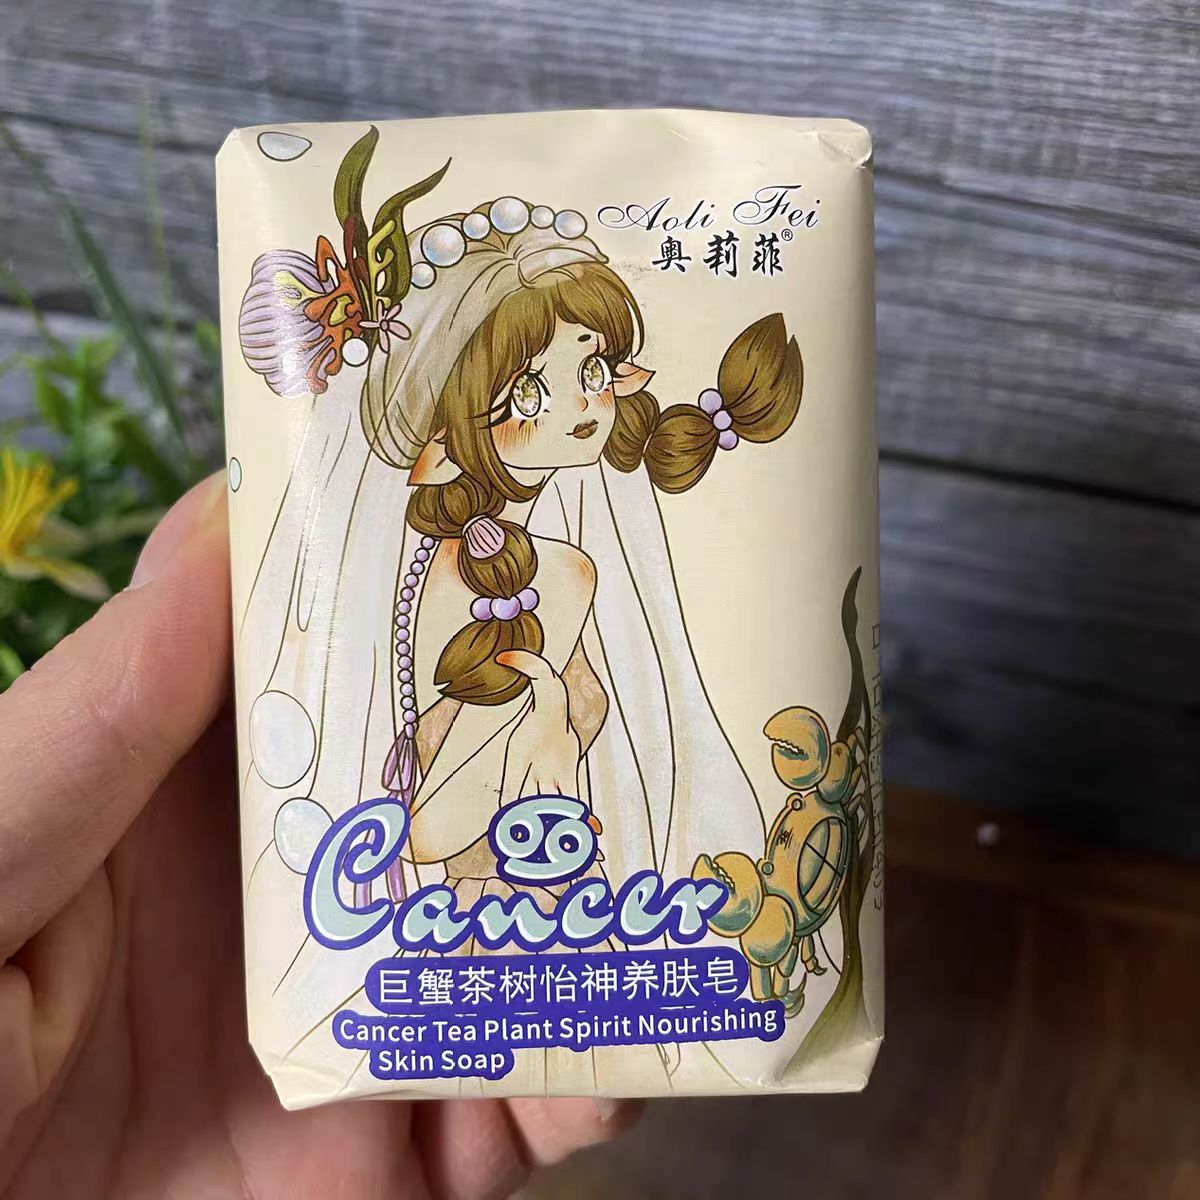 Aoli Fei
奥莉菲®
♋
Cancer
巨蟹茶树怡神养肤皂
Cancer Tea Plant Spirit Nourishing
Skin Soap